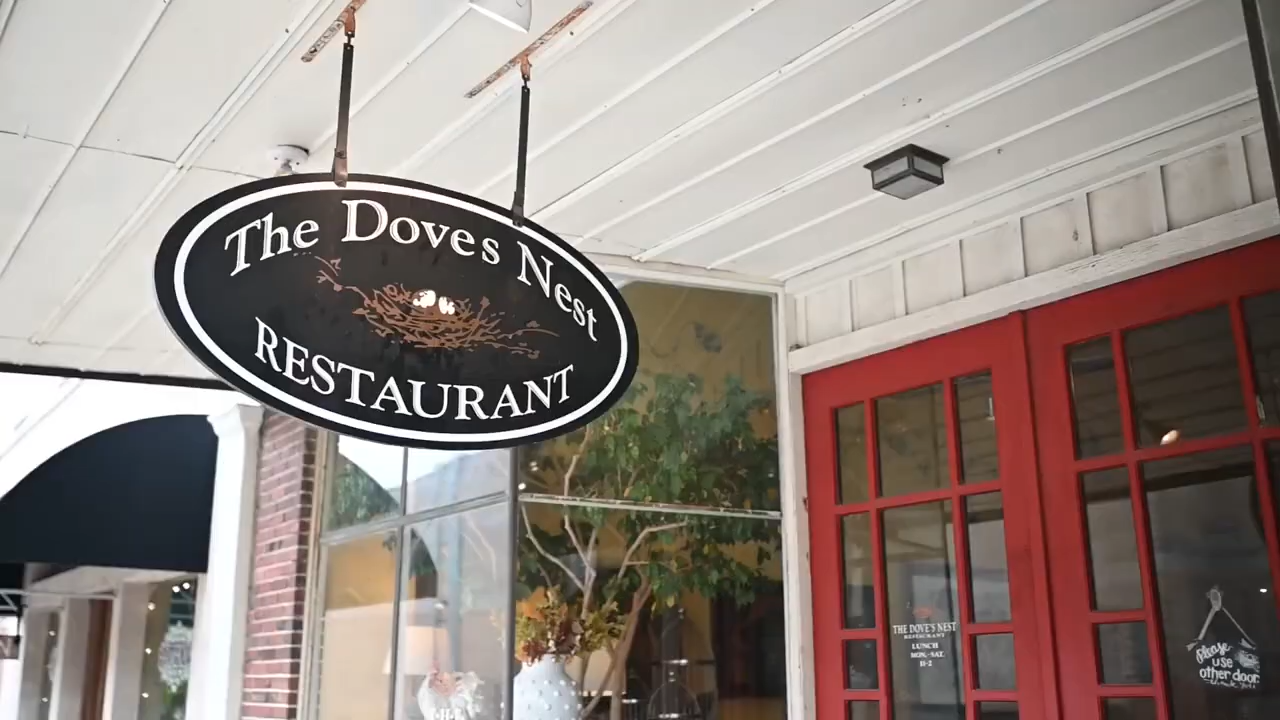 The Doves Nest
RESTAURANT
THE DOVE'S NEST
RESTAURANT
LUNCH
MON.-SAT.
11-2
Please
use
other door.